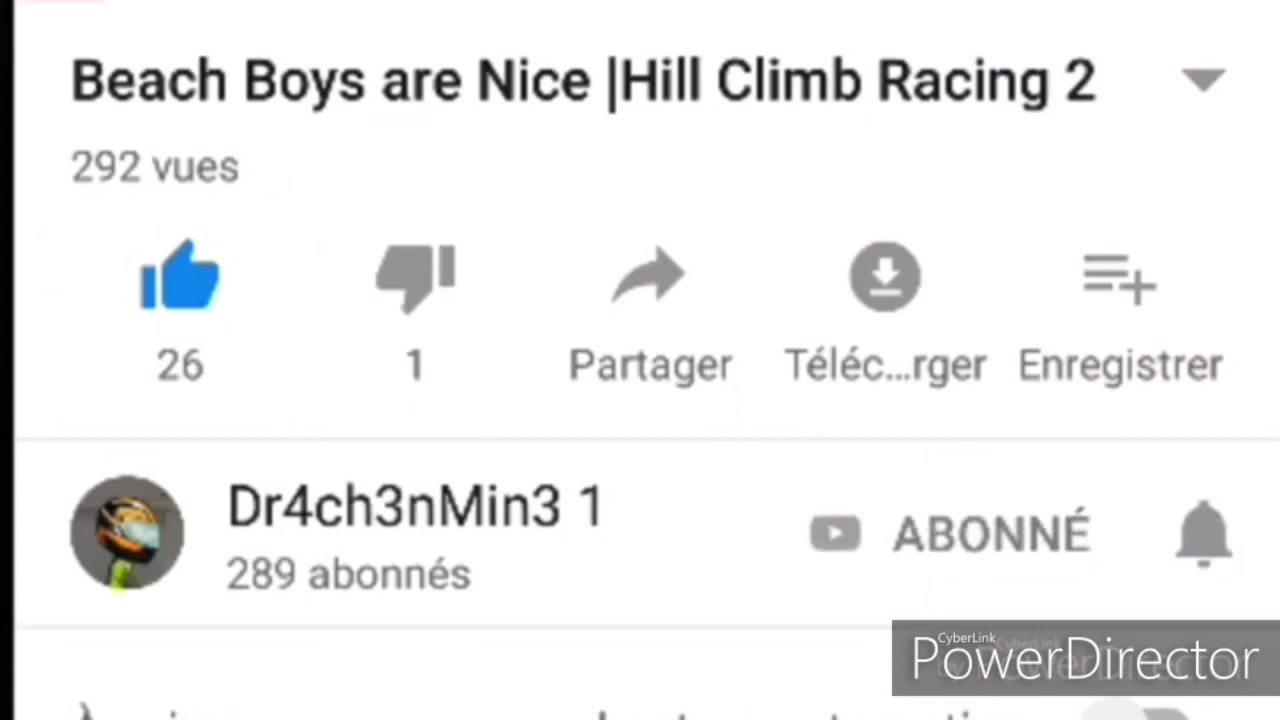 Beach Boys are Nice |Hill Climb Racing 2
292 vues
26
1
Partager
Téléc...rger
Enregistrer
Dr4ch3nMin3 1
289 abonnés
ABONNÉ
CyberLink
PowerDirector